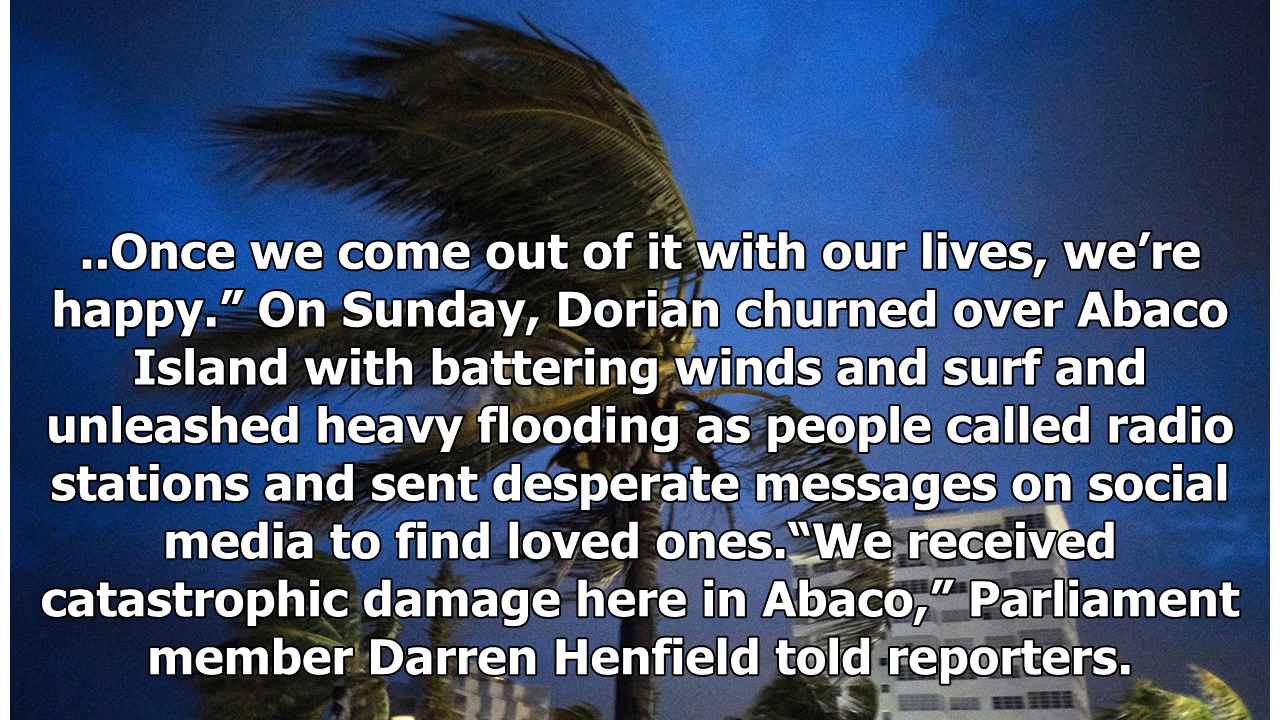 ..Once we come out of it with our lives, we’re
happy.” On Sunday, Dorian churned over Abaco
Island with battering winds and surf and
unleashed heavy flooding as people called radio
stations and sent desperate messages on social
media to find loved ones.“We received
catastrophic damage here in Abaco,” Parliament
member Darren Henfield told reporters.